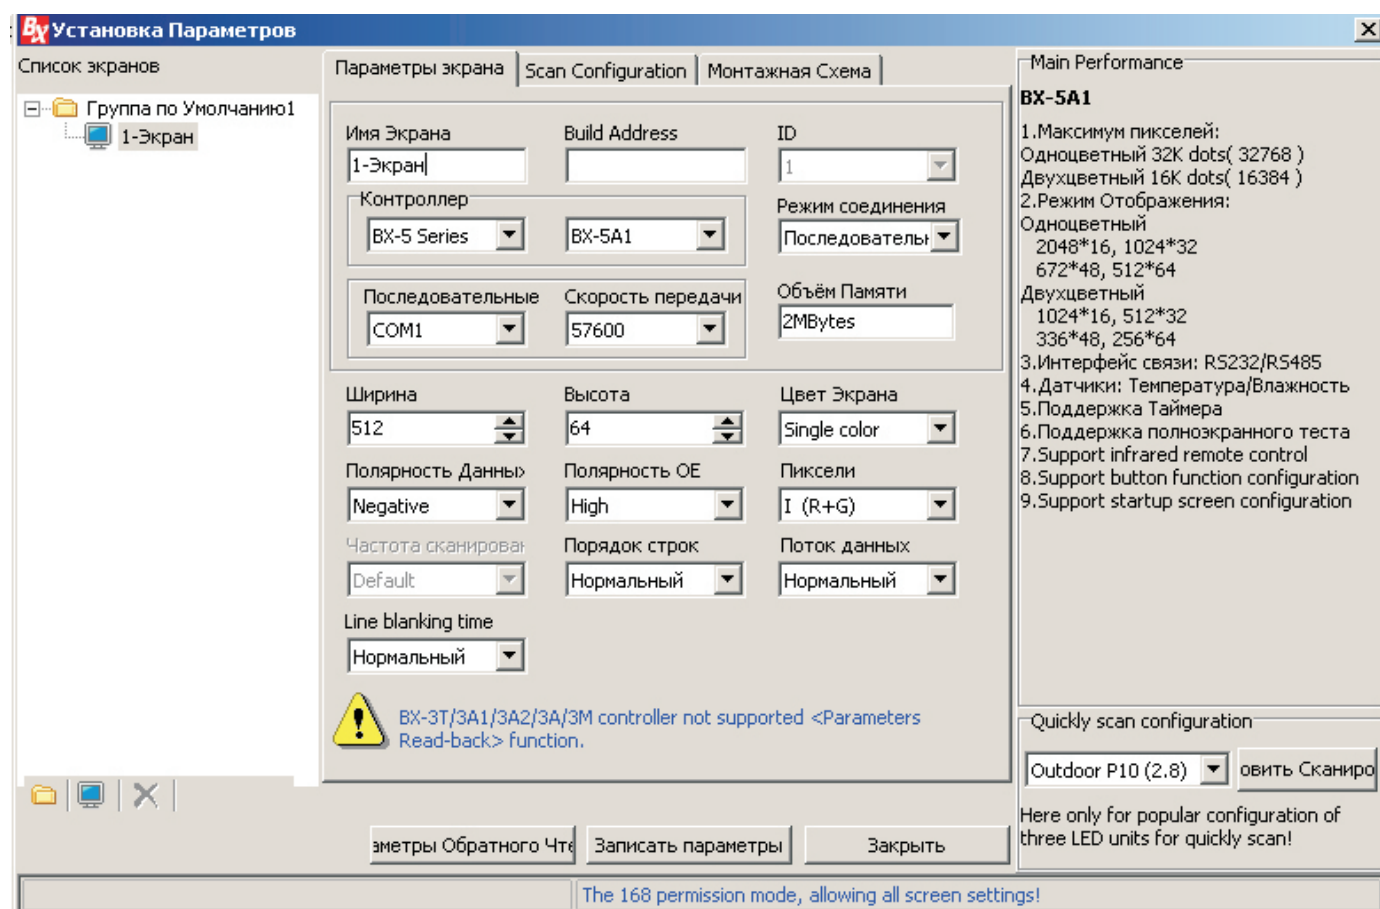 Bx Установка Параметров
Список экранов
Группа по Умолчанию1
1-Экран
Параметры экрана Scan Configuration Монтажная Схема
Имя Экрана Build Address ID
1-Экран 1
Контроллер Режим соединения
BX-5 Series BX-5A1 Последователь
Последовательные Скорость передачи Объём Памяти
COM1 57600 2MBytes
Ширина Высота Цвет Экрана
512 64 Single color
Полярность Данны Полярность OE Пиксели
Negative High I (R+G)
Частота сканирова Порядок строк Поток данных
Default Нормальный Нормальный
Line blanking time
Нормальный
BX-3T/3A1/3A2/3A/3M controller not supported <Parameters
Read-back> function.
аметры Обратного Чте Записать параметры Закрыть
Main Performance
BX-5A1
1.Максимум пикселей:
Одноцветный 32K dots( 32768 )
Двухцветный 16K dots( 16384 )
2.Режим Отображения:
Одноцветный
2048*16, 1024*32
672*48, 512*64
Двухцветный
1024*16, 512*32
336*48, 256*64
3.Интерфейс связи: RS232/RS485
4.Датчики: Температура/Влажность
5.Поддержка Таймера
6.Поддержка полноэкранного теста
7.Support infrared remote control
8.Support button function configuration
9.Support startup screen configuration
Quickly scan configuration
Outdoor P10 (2.8) овить Сканиро
Here only for popular configuration of
three LED units for quickly scan!
The 168 permission mode, allowing all screen settings!